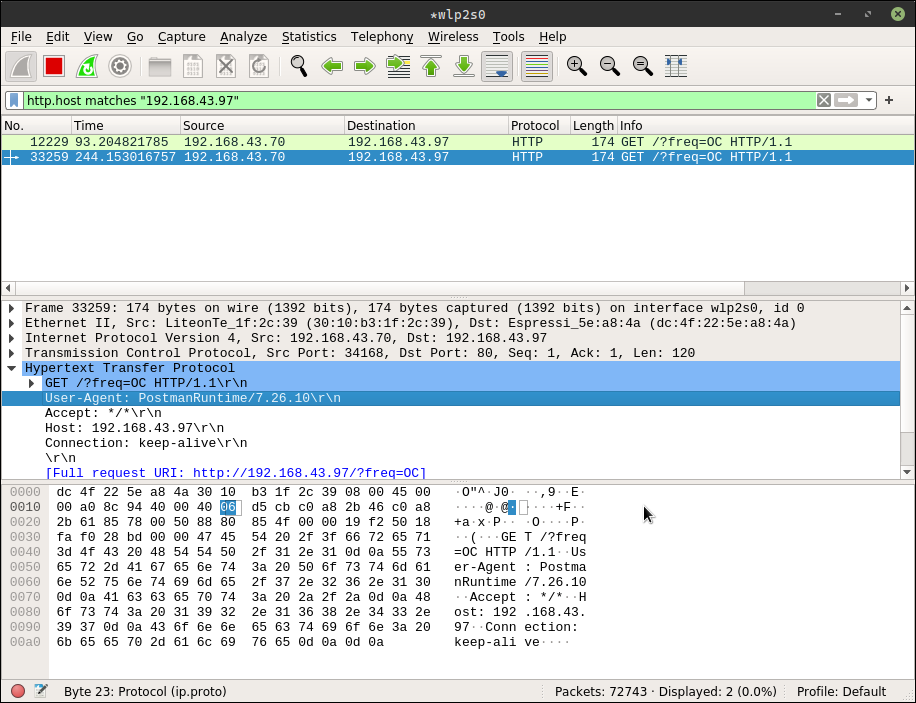 *wlp2s0
File Edit View Go Capture Analyze Statistics Telephony Wireless Tools Help
http.host matches "192.168.43.97"
No. Time Source Destination Protocol Length Info
12229 93.204821785 192.168.43.70 192.168.43.97 HTTP 174 GET /?freq=OC HTTP/1.1
33259 244.153016757 192.168.43.70 192.168.43.97 HTTP 174 GET /?freq=OC HTTP/1.1
Frame 33259: 174 bytes on wire (1392 bits), 174 bytes captured (1392 bits) on interface wlp2s0, id 0
Ethernet II, Src: LiteonTe_1f:2c:39 (30:10:b3:1f:2c:39), Dst: Espressi_5e:a8:4a (dc:4f:22:5e:a8:4a)
Internet Protocol Version 4, Src: 192.168.43.70, Dst: 192.168.43.97
Transmission Control Protocol, Src Port: 34168, Dst Port: 80, Seq: 1, Ack: 1, Len: 120
Hypertext Transfer Protocol
GET /?freq=OC HTTP/1.1\r\n
User-Agent: PostmanRuntime/7.26.10\r\n
Accept: */*\r\n
Host: 192.168.43.97\r\n
Connection: keep-alive\r\n
\r\n
[Full request URI: http://192.168.43.97/?freq=OC]
0000 dc 4f 22 5e a8 4a 30 10 b3 1f 2c 39 08 00 45 00 ·O"^·J0· ··,9··E·
0010 00 a0 8c 94 40 00 40 06 d5 cb c0 a8 2b 46 c0 a8 ····@·@· ····+F··
0020 2b 61 85 78 00 50 88 80 85 4f 00 00 19 f2 50 18 +a·x·P·· ·O····P·
0030 fa f0 28 bd 00 00 47 45 54 20 2f 3f 66 72 65 71 ··(···GE T /?freq
0040 3d 4f 43 20 48 54 54 50 2f 31 2e 31 0d 0a 55 73 =OC HTTP /1.1··Us
0050 65 72 2d 41 67 65 6e 74 3a 20 50 6f 73 74 6d 61 er-Agent : Postma
0060 6e 52 75 6e 74 69 6d 65 2f 37 2e 32 36 2e 31 30 nRuntime /7.26.10
0070 0d 0a 41 63 63 65 70 74 3a 20 2a 2f 2a 0d 0a 48 ··Accept : */*··H
0080 6f 73 74 3a 20 31 39 32 2e 31 36 38 2e 34 33 2e ost: 192 .168.43.
0090 39 37 0d 0a 43 6f 6e 6e 65 63 74 69 6f 6e 3a 20 97··Conn ection:
00a0 6b 65 65 70 2d 61 6c 69 76 65 0d 0a 0d 0a keep-ali ve····
Byte 23: Protocol (ip.proto) Packets: 72743 · Displayed: 2 (0.0%) Profile: Default